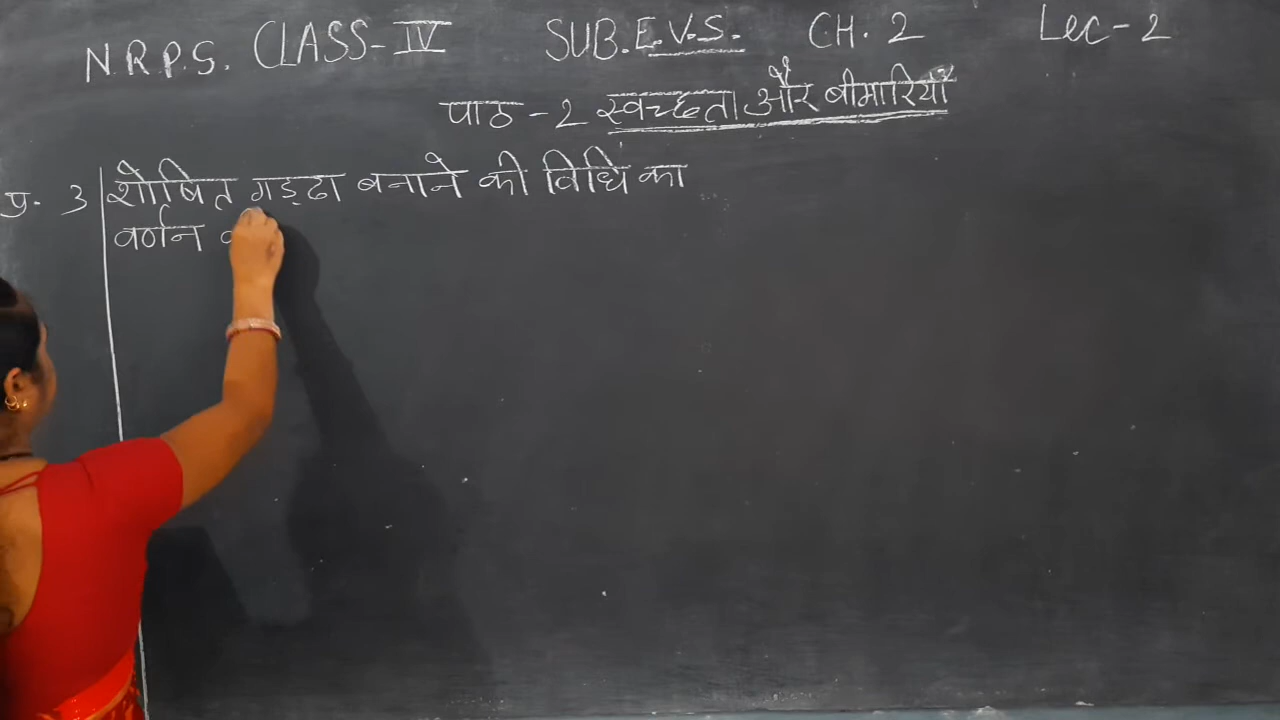 N.R.P.S. CLASS-IV SUB.E.V.S. CH. 2 Lec-2
पाठ-2 स्वच्छता और बीमारियाँ
प्र. 3 शोषित गड्ढा बनाने की विधि का
वर्णन